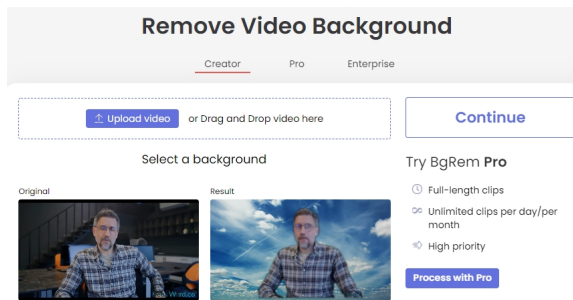 Remove Video Background
Creator
Pro
Enterprise
Upload video
or Drag and Drop video here
Continue
Select a background
Try BgRem Pro
Original
Result
Full-length clips
Unlimited clips per day/per
month
High priority
Process with Pro